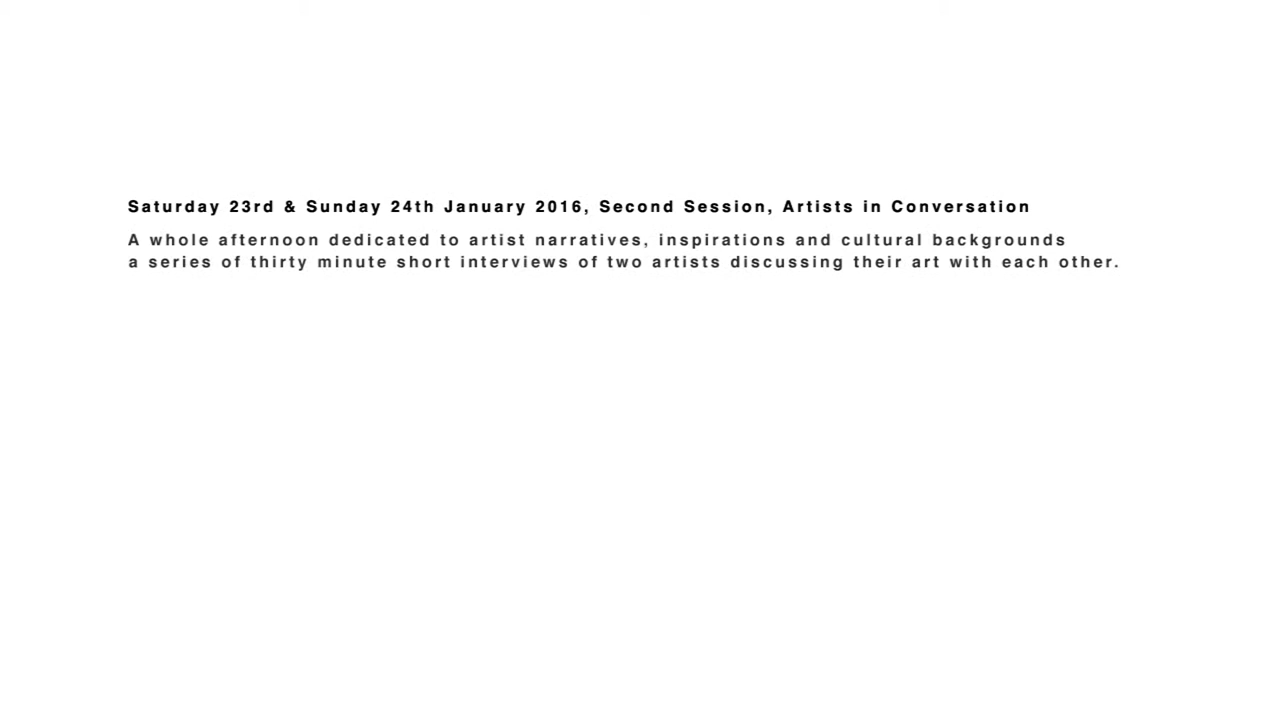 Saturday 23rd & Sunday 24th January 2016, Second Session, Artists in Conversation
A whole afternoon dedicated to artist narratives, inspirations and cultural backgrounds
a series of thirty minute short interviews of two artists discussing their art with each other.